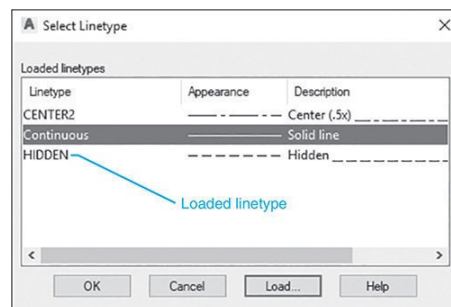 A Select Linetype
Loaded linetypes
Linetype Appearance Description
CENTER2 Center (.5x)
Continuous Solid line
HIDDEN Hidden
Loaded linetype
OK Cancel Load... Help